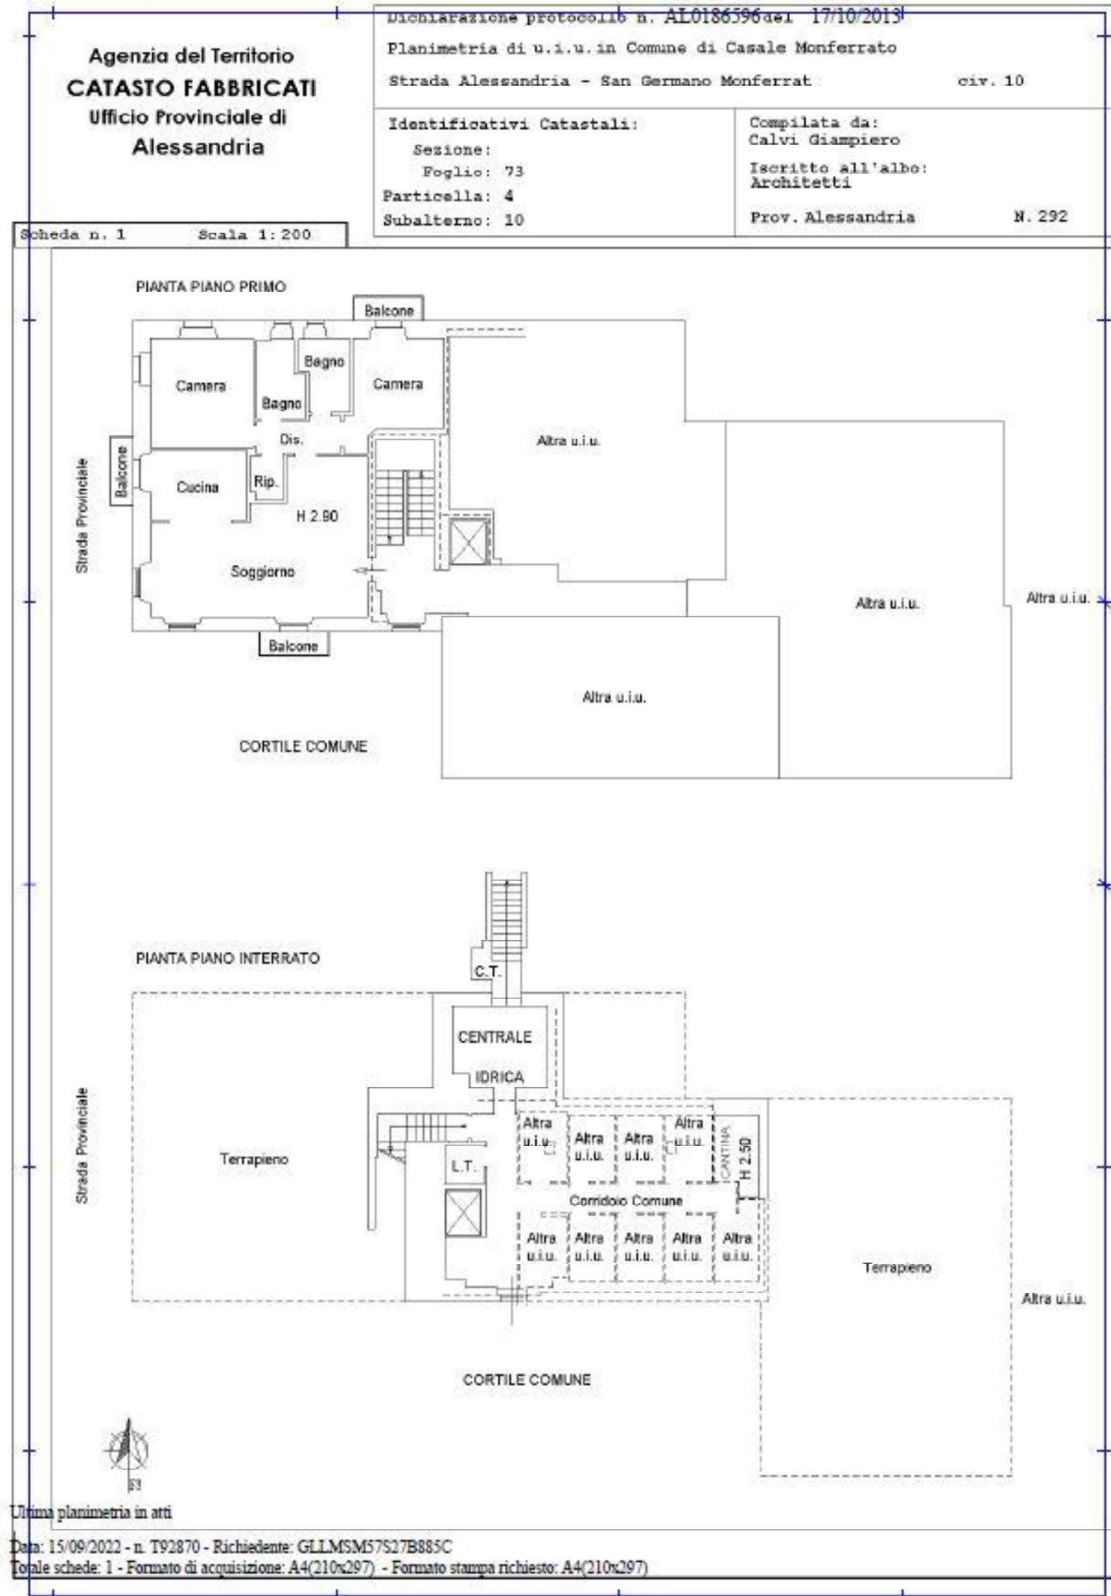 Agenzia del Territorio
CATASTO FABBRICATI
Ufficio Provinciale di
Alessandria
Dichiarazione protocollo n. AL0186596 del 17/10/2013
Planimetria di u.i.u. in Comune di Casale Monferrato
Strada Alessandria - San Germano Monferrat civ. 10
Identificativi Catastali:
Sezione:
Foglio: 73
Particella: 4
Subalterno: 10
Compilata da:
Calvi Giampiero
Iscritto all'albo:
Architetti
Prov. Alessandria N. 292
Scheda n. 1 Scala 1:200
PIANTA PIANO PRIMO
Balcone
Camera
Bagno
Bagno
Camera
Dis.
Altra u.i.u.
Strada Provinciale
Balcone
Cucina
Rip.
H 2.90
Soggiorno
Altra u.i.u.
Altra u.i.u.
Balcone
Altra u.i.u.
CORTILE COMUNE
PIANTA PIANO INTERRATO
C.T.
CENTRALE
IDRICA
Strada Provinciale
Terrapieno
L.T.
Altra
u.i.u.
Altra
u.i.u.
Altra
u.i.u.
Altra
u.i.u.
CANTINA
H 2.50
Corridoio Comune
Altra
u.i.u.
Altra
u.i.u.
Altra
u.i.u.
Altra
u.i.u.
Altra
u.i.u.
Terrapieno
Altra u.i.u.
CORTILE COMUNE
Ultima planimetria in atti
Data: 15/09/2022 - n. T92870 - Richiedente: GLLMSM57S27B885C
Totale schede: 1 - Formato di acquisizione: A4(210x297) - Formato stampa richiesto: A4(210x297)